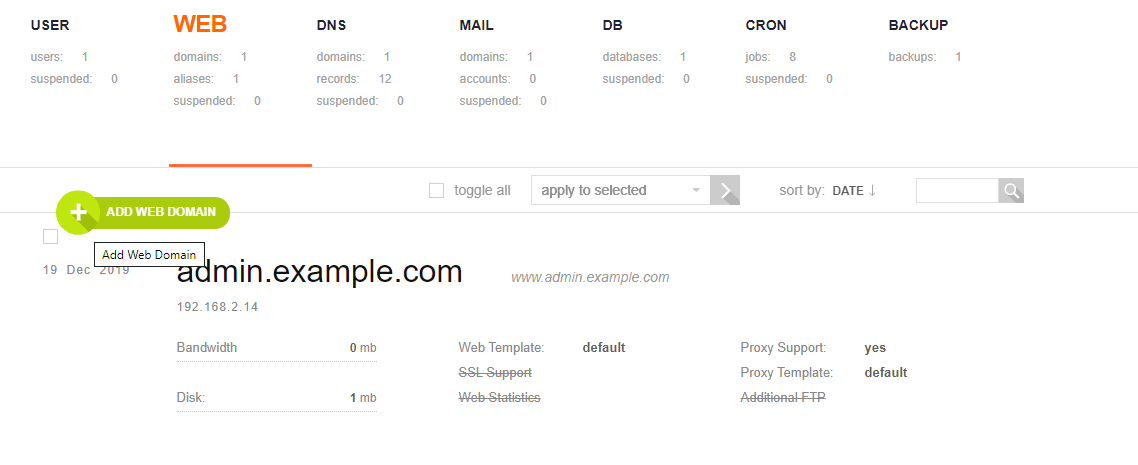 USER WEB DNS MAIL DB CRON BACKUP
users: 1 domains: 1 domains: 1 domains: 1 databases: 1 jobs: 8 backups: 1
suspended: 0 aliases: 1 records: 12 accounts: 0 suspended: 0 suspended: 0
suspended: 0 suspended: 0 suspended: 0
toggle all apply to selected sort by: DATE ↓
+ ADD WEB DOMAIN
Add Web Domain
19 Dec 2019 admin.example.com www.admin.example.com
192.168.2.14
Bandwidth 0 mb Web Template: default Proxy Support: yes
SSL Support Proxy Template: default
Disk: 1 mb Web Statistics Additional FTP